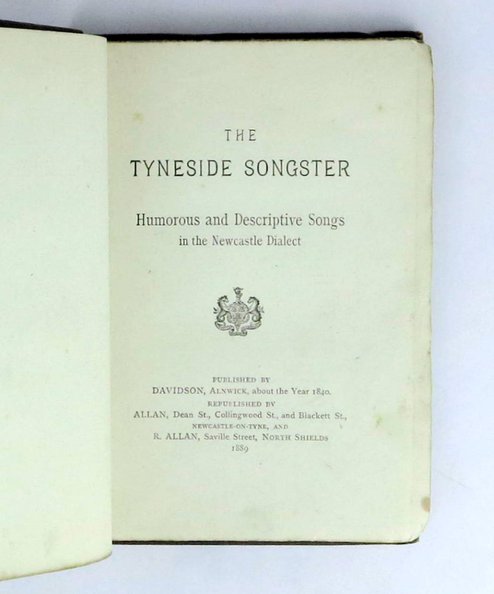 THE
TYNESIDE SONGSTER
Humorous and Descriptive Songs
in the Newcastle Dialect
PUBLISHED BY
DAVIDSON, ALNWICK, about the Year 1840.
REPUBLISHED BY
ALLAN, Dean St., Collingwood St., and Blackett St.,
NEWCASTLE-ON-TYNE, AND
R. ALLAN, Saville Street, NORTH SHIELDS
1889